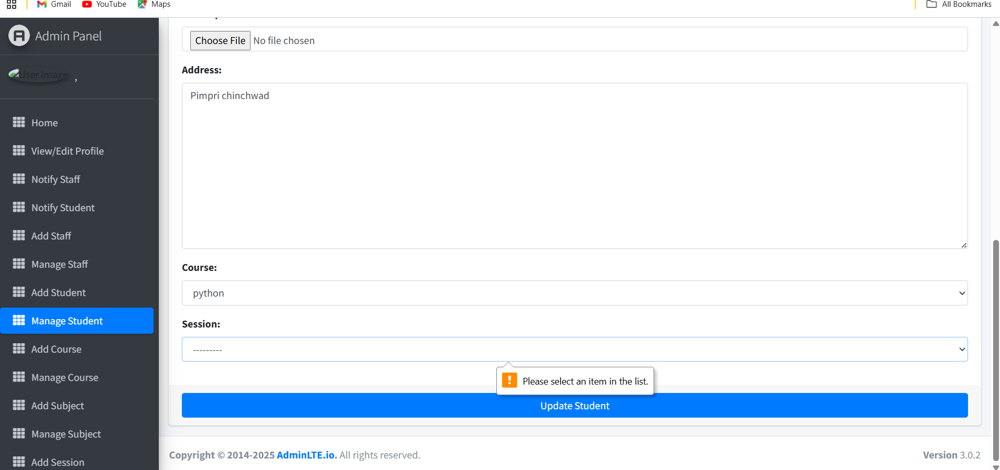 Gmail YouTube Maps All Bookmarks
Admin Panel
User Image ,
Home
View/Edit Profile
Notify Staff
Notify Student
Add Staff
Manage Staff
Add Student
Manage Student
Add Course
Manage Course
Add Subject
Manage Subject
Add Session
Choose File No file chosen
Address:
Pimpri chinchwad
Course:
python
Session:
---------
Please select an item in the list.
Update Student
Copyright © 2014-2025 AdminLTE.io. All rights reserved.
Version 3.0.2